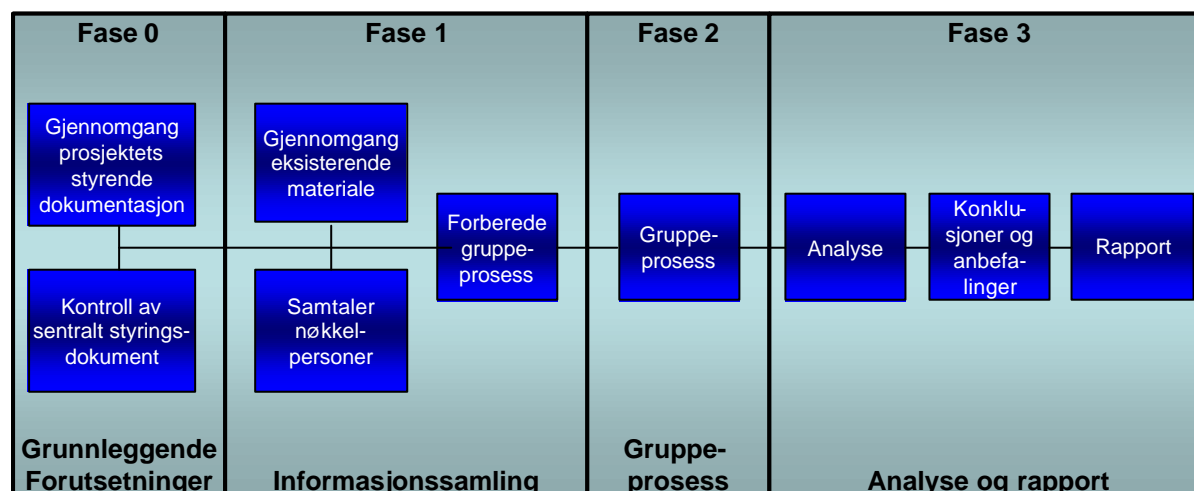 Fase 0
Fase 1
Fase 2
Fase 3
Gjennomgang
prosjektets
styrende
dokumentasjon
Kontroll av
sentralt styrings-
dokument
Gjennomgang
eksisterende
materiale
Samtaler
nøkkel-
personer
Forberede
gruppe-
prosess
Gruppe-
prosess
Analyse
Konklu-
sjoner og
anbefa-
linger
Rapport
Grunnleggende
Forutsetninger
Informasjonssamling
Gruppe-
prosess
Analyse og rapport